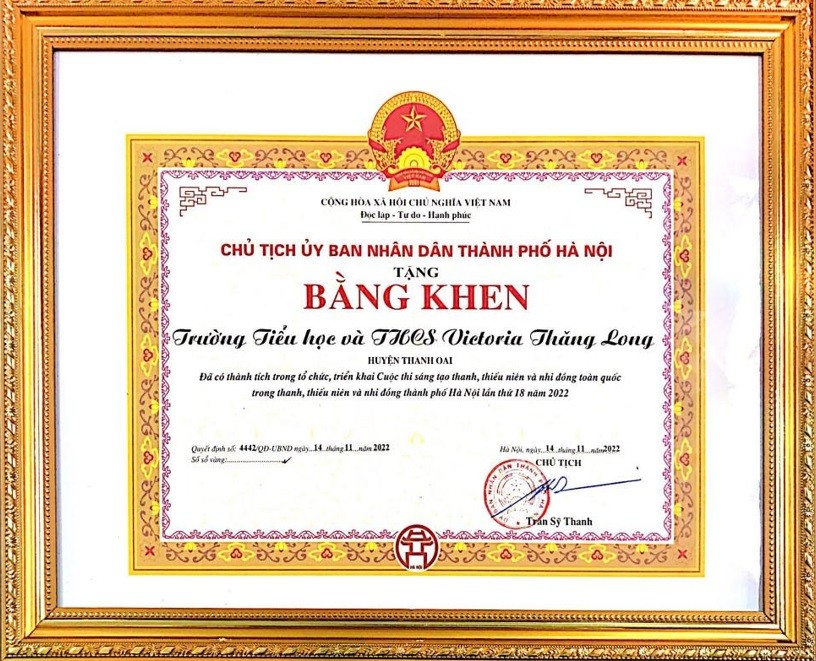 CỘNG HÒA XÃ HỘI CHỦ NGHĨA VIỆT NAM
Độc lập - Tự do - Hạnh phúc
CHỦ TỊCH ỦY BAN NHÂN DÂN THÀNH PHỐ HÀ NỘI
TẶNG
BẰNG KHEN
Trường Tiểu học và THCS Victoria Thăng Long
HUYỆN THANH OAI
Đã có thành tích trong tổ chức, triển khai Cuộc thi sáng tạo thanh, thiếu niên và nhi đồng toàn quốc
trong thanh, thiếu niên và nhi đồng thành phố Hà Nội lần thứ 18 năm 2022
Quyết định số: 4442/QĐ-UBND ngày...14...tháng.11...năm 2022
Số sổ vàng:
Hà Nội, ngày...14...tháng...11...năm2022
CHỦ TỊCH
Trần Sỹ Thanh
HÀ NỘI